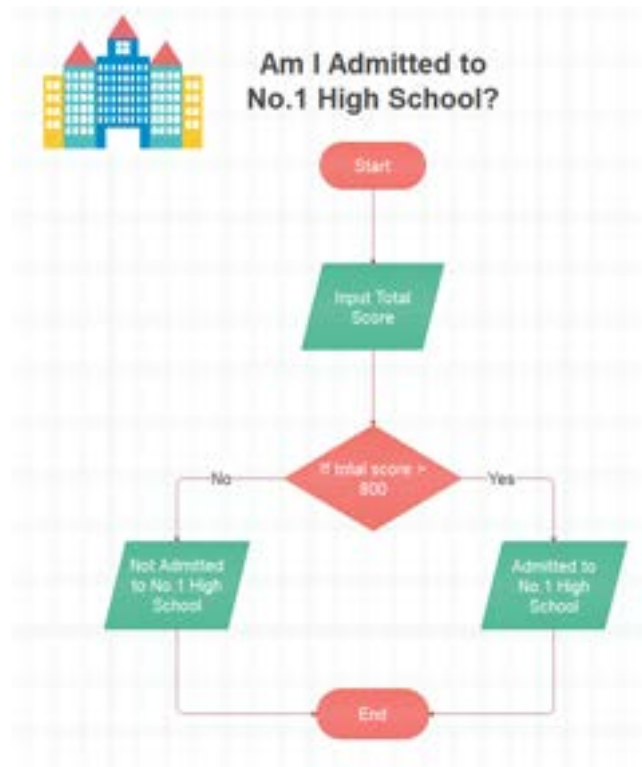 Am I Admitted to
No.1 High School?
Start
Input Total
Score
If total score >
800
No
Yes
Not Admitted
to No.1 High
School
Admitted to
No.1 High
School
End